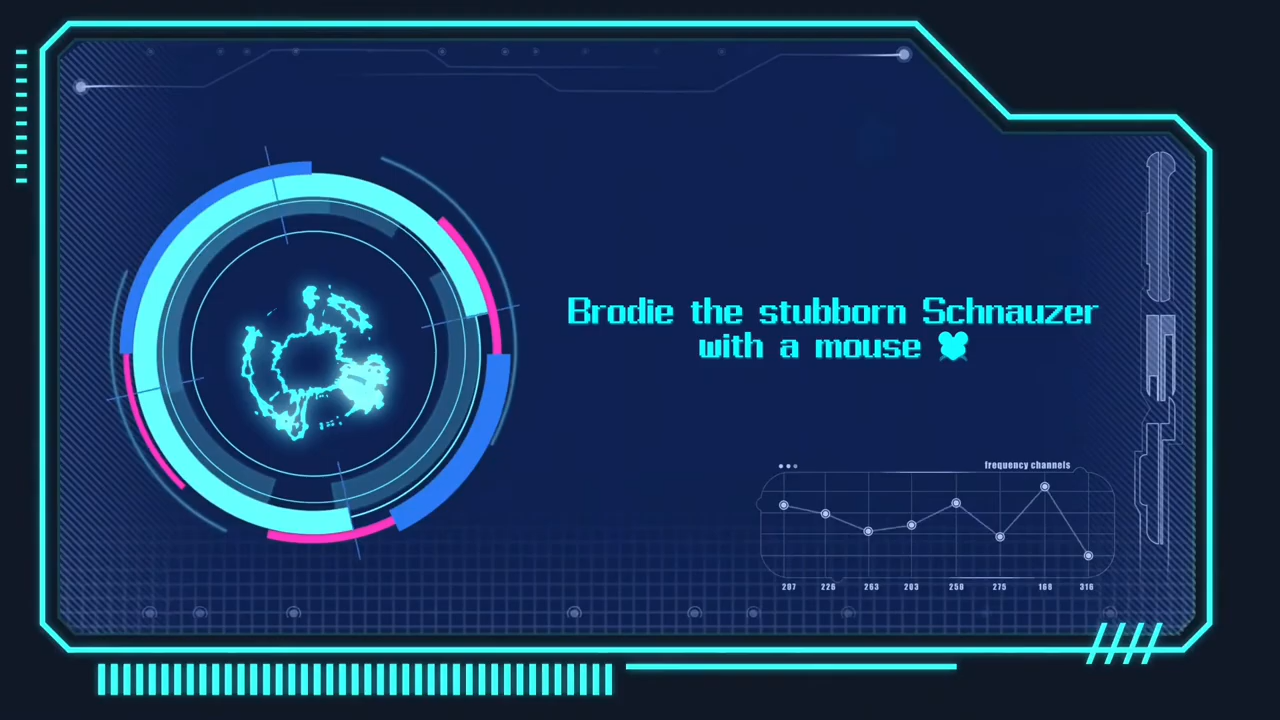 Brodie the stubborn Schnauzer
with a mouse
frequency channels
207 226 263 203 250 275 168 316